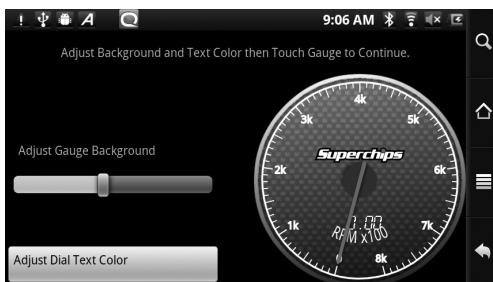 9:06 AM
Adjust Background and Text Color then Touch Gauge to Continue.
4k
3k
5k
Adjust Gauge Background
Superchips
2k
6k
1k
0.00
7k
RPM x100
0
8k
Adjust Dial Text Color